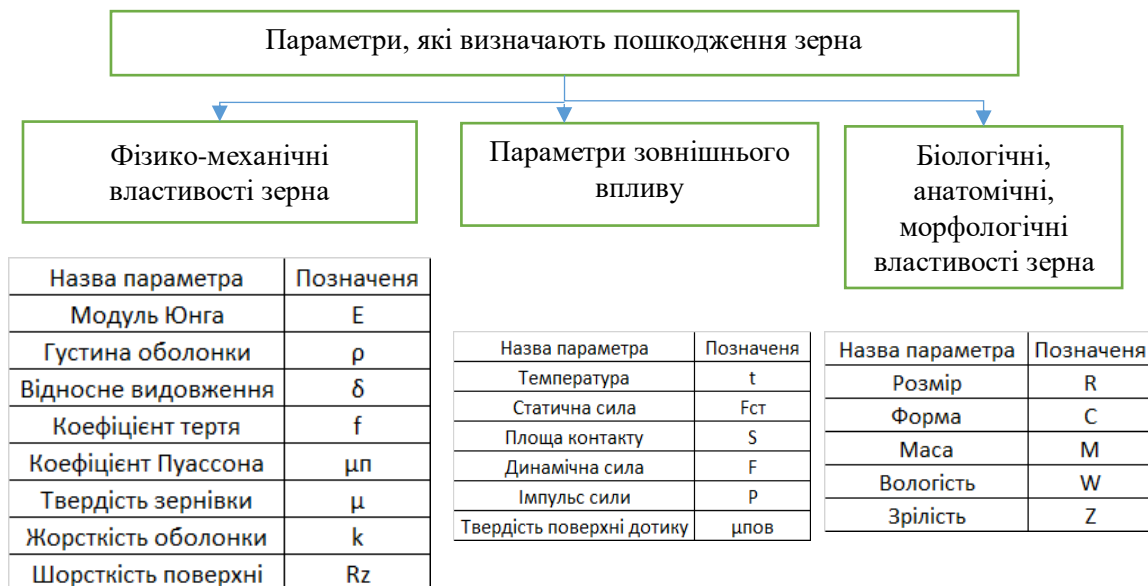 Параметри, які визначають пошкодження зерна
Фізико-механічні
властивості зерна
Параметри зовнішнього
впливу
Біологічні,
анатомічні,
морфологічні
властивості зерна
Назва параметра Позначеня
Модуль Юнга E
Густина оболонки ρ
Відносне видовження δ
Коефіцієнт тертя f
Коефіцієнт Пуассона μп
Твердість зернівки μ
Жорсткість оболонки k
Шорсткість поверхні Rz
Назва параметра Позначеня
Температура t
Статична сила Fст
Площа контакту S
Динамічна сила F
Імпульс сили P
Твердість поверхні дотику μпов
Назва параметра Позначеня
Розмір R
Форма C
Маса M
Вологість W
Зрілість Z